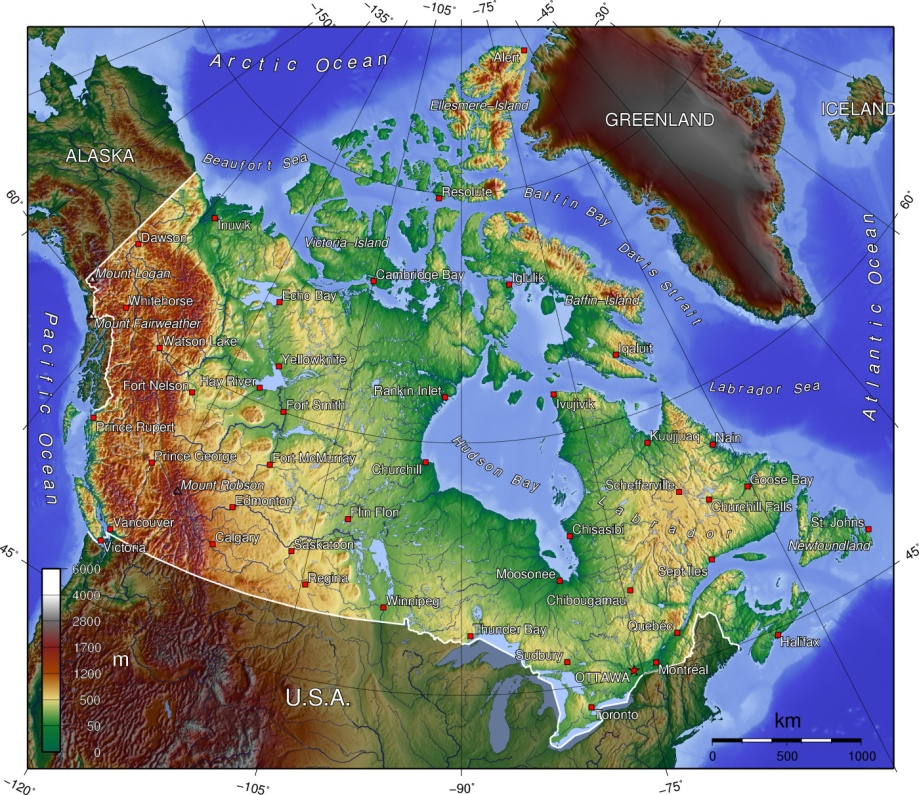 -150°
-135°
-105°
-75°
-45°
-30°
Arctic Ocean
Alert
Ellesmere-Island
GREENLAND
ICELAND
ALASKA
Beaufort Sea
60°
60°
Resolute
Baffin Bay
Inuvik
Dawson
Victoria-Island
Davis Strait
Mount Logan
Cambridge Bay
Iglulik
Echo Bay
Baffin-Island
Whitehorse
Mount Fairweather
Watson Lake
Iqaluit
Yellowknife
Pacific Ocean
Atlantic Ocean
Fort Nelson
Hay River
Rankin Inlet
Labrador Sea
Fort Smith
Ivujivik
Prince Rupert
Kuujjuaq
Nain
Hudson Bay
Prince George
Fort McMurray
Churchill
Mount Robson
Schefferville
Goose Bay
Edmonton
Churchill Falls
Labrador
Flin Flon
Vancouver
St. Johns
Chisasibi
Calgary
Victoria
Saskatoon
Newfoundland
45°
45°
Sept Iles
Moosonee
Regina
Chibougamau
Winnipeg
Thunder Bay
Quebéc
Halifax
Sudbury
OTTAWA
Montreal
U.S.A.
Toronto
6000
4000
2800
1700
1200
500
50
0
m
km
0
500
1000
-120°
-105°
-90°
-75°